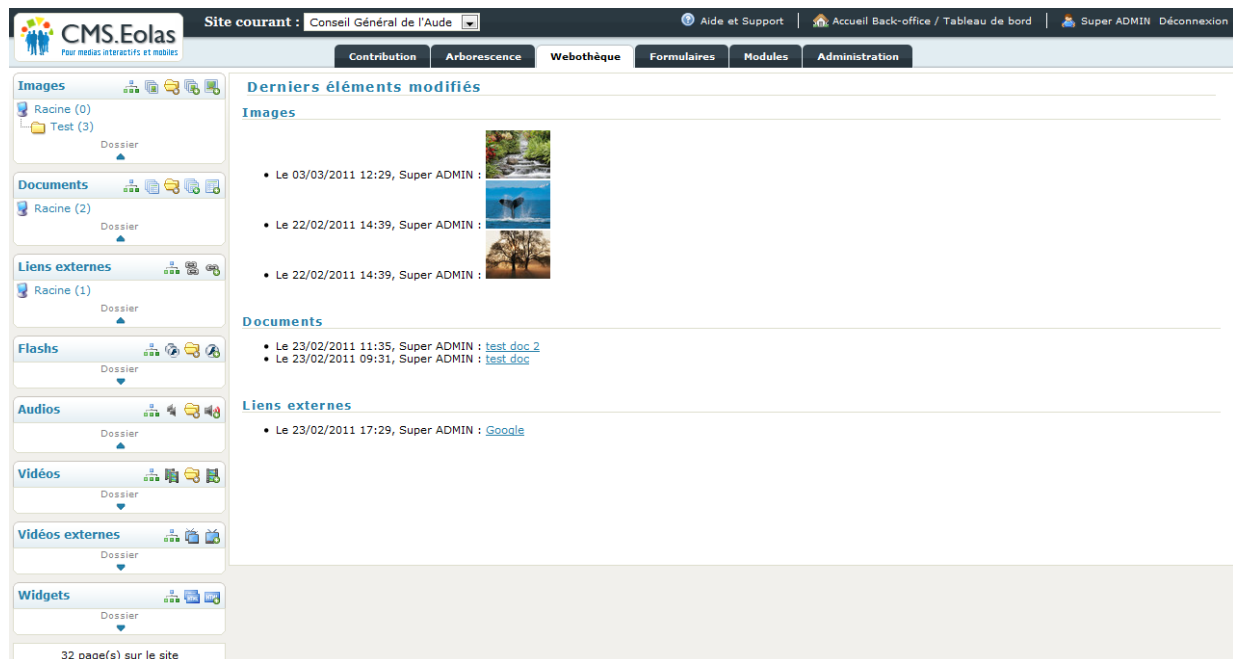 CMS.Eolas
Pour medias interactifs et mobiles
Site courant : Conseil Général de l'Aude
Aide et Support
Accueil Back-office / Tableau de bord
Super ADMIN Déconnexion
Contribution
Arborescence
Webothèque
Formulaires
Modules
Administration
Images
Racine (0)
Test (3)
Dossier
Documents
Racine (2)
Dossier
Liens externes
Racine (1)
Dossier
Flashs
Dossier
Audios
Dossier
Vidéos
Dossier
Vidéos externes
Dossier
Widgets
Dossier
32 page(s) sur le site
Derniers éléments modifiés
Images
• Le 03/03/2011 12:29, Super ADMIN :
• Le 22/02/2011 14:39, Super ADMIN :
• Le 22/02/2011 14:39, Super ADMIN :
Documents
• Le 23/02/2011 11:35, Super ADMIN : test doc 2
• Le 23/02/2011 09:31, Super ADMIN : test doc
Liens externes
• Le 23/02/2011 17:29, Super ADMIN : Google